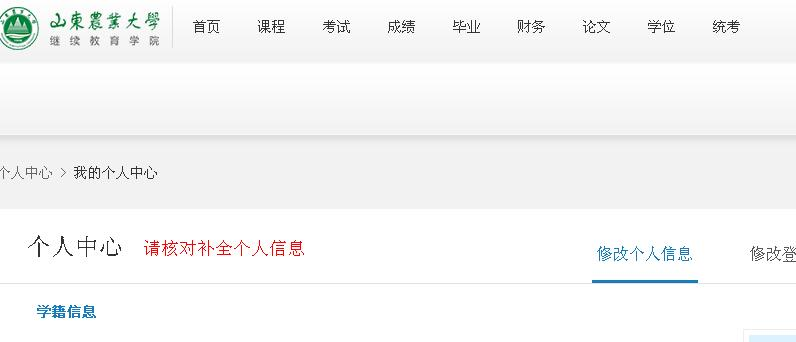 山東農業大學
继续教育学院
首页 课程 考试 成绩 毕业 财务 论文 学位 统考
个人中心 > 我的个人中心
个人中心 请核对补全个人信息 修改个人信息 修改登
学籍信息